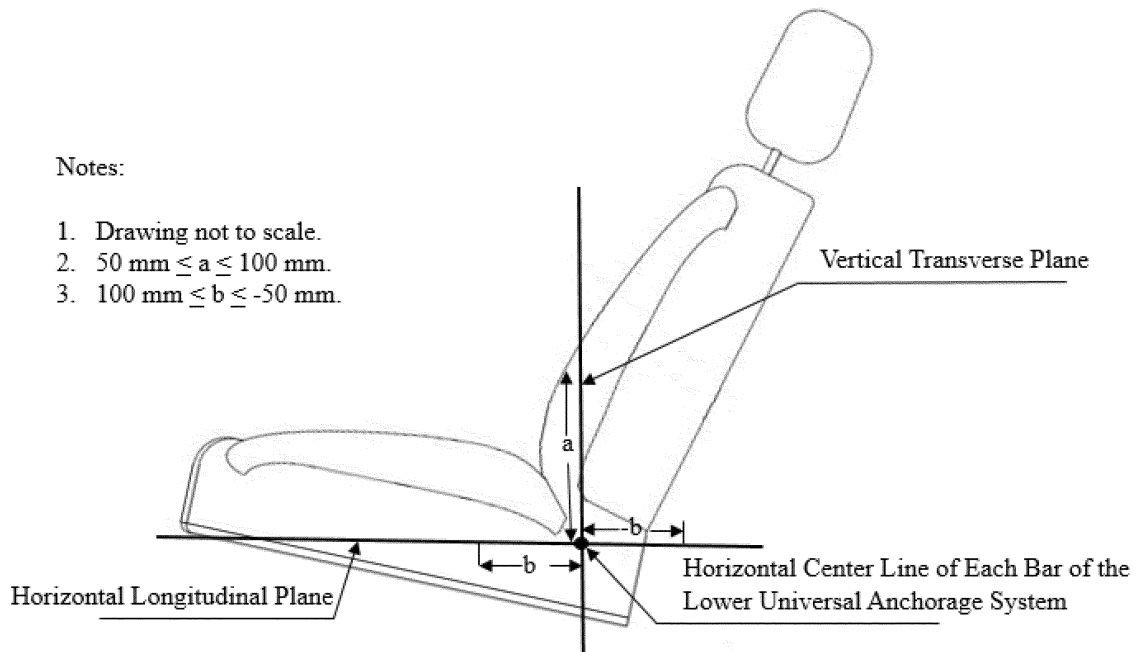 Notes:
1. Drawing not to scale.
2. 50 mm ≤ a ≤ 100 mm.
3. 100 mm ≤ b ≤ -50 mm.
Vertical Transverse Plane
a
-b
b
Horizontal Longitudinal Plane
Horizontal Center Line of Each Bar of the
Lower Universal Anchorage System